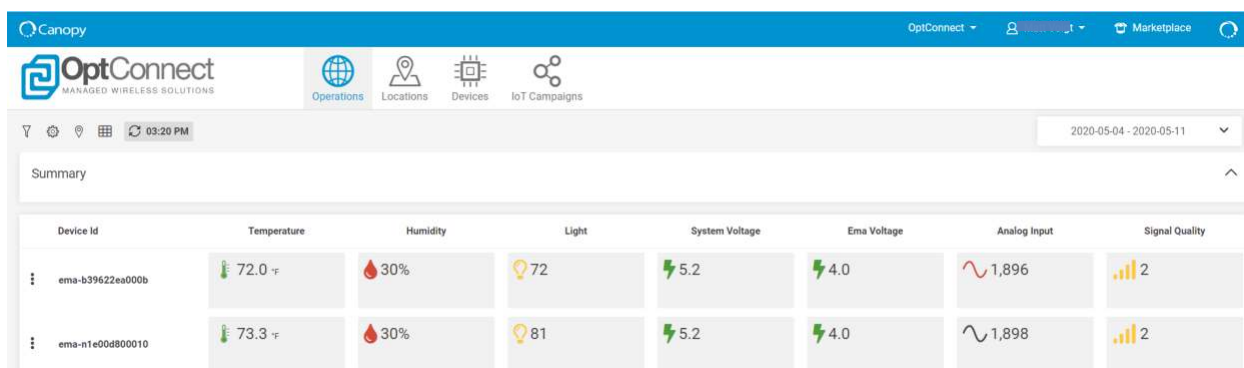 Canopy OptConnect Marketplace
OptConnect
MANAGED WIRELESS SOLUTIONS
Operations Locations Devices IoT Campaigns
03:20 PM 2020-05-04 - 2020-05-11
Summary
Device Id Temperature Humidity Light System Voltage Ema Voltage Analog Input Signal Quality
ema-b39622ea000b 72.0 °F 30% 72 5.2 4.0 1,896 2
ema-n1e00d800010 73.3 °F 30% 81 5.2 4.0 1,898 2